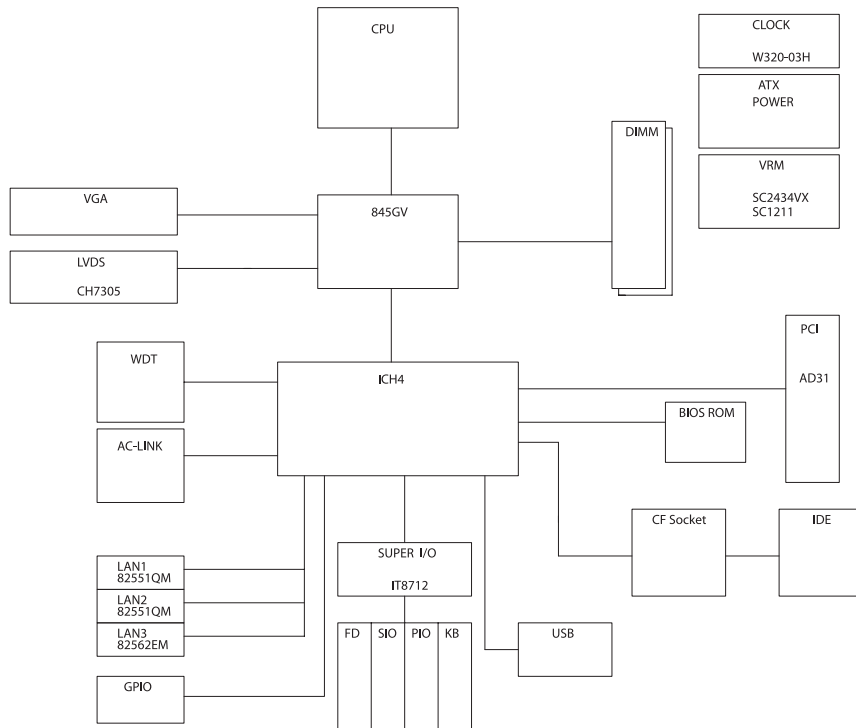 CPU
CLOCK
W320-03H
ATX
POWER
DIMM
VRM
SC2434VX
SC1211
VGA
845GV
LVDS
CH7305
PCI
AD31
WDT
ICH4
BIOS ROM
AC-LINK
CF Socket
IDE
SUPER I/O
IT8712
LAN1
82551QM
LAN2
82551QM
LAN3
82562EM
FD
SIO
PIO
KB
USB
GPIO